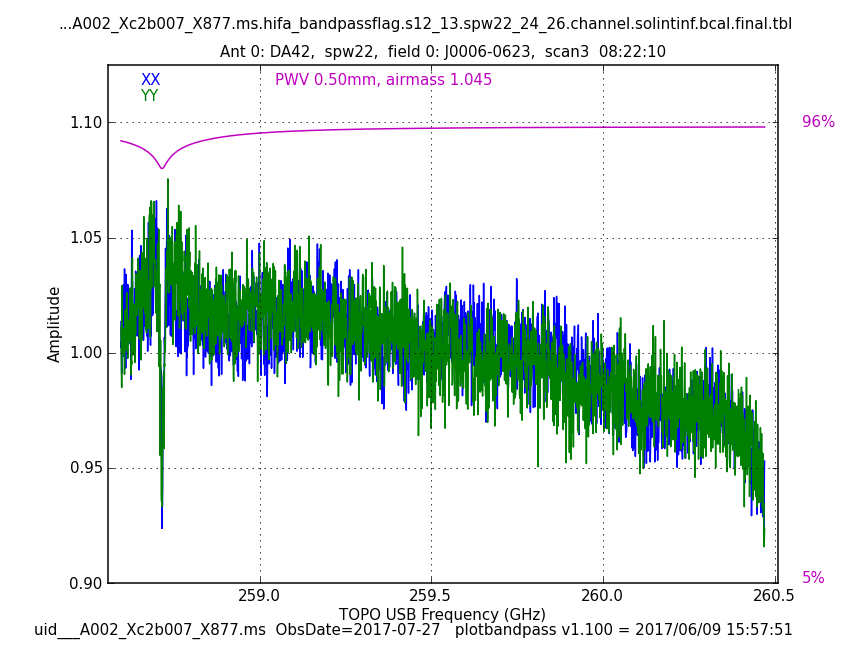 ...A002_Xc2b007_X877.ms.hifa_bandpassflag.s12_13.spw22_24_26.channel.solintinf.bcal.final.tbl
Ant 0: DA42,  spw22,  field 0: J0006-0623,  scan3  08:22:10
XX
YY
PWV 0.50mm, airmass 1.045
96%
5%
1.10
1.05
1.00
0.95
0.90
Amplitude
259.0
259.5
260.0
260.5
TOPO USB Frequency (GHz)
uid___A002_Xc2b007_X877.ms  ObsDate=2017-07-27   plotbandpass v1.100 = 2017/06/09 15:57:51